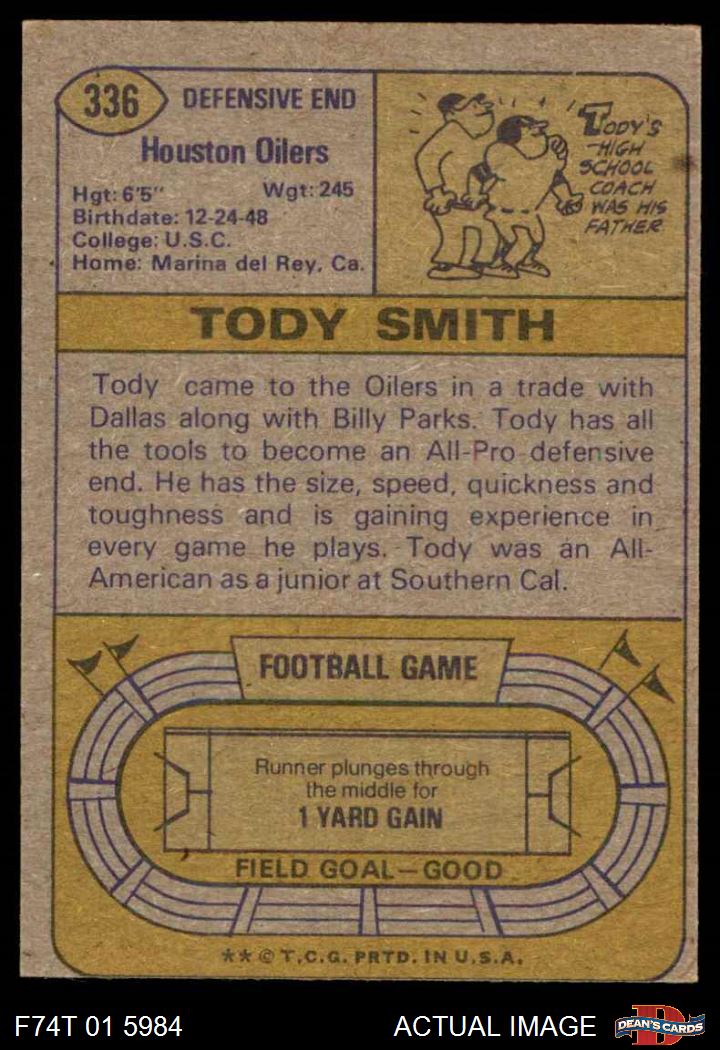 336
DEFENSIVE END
Houston Oilers
Hgt: 6'5" Wgt: 245
Birthdate: 12-24-48
College: U.S.C.
Home: Marina del Rey, Ca.
TODY'S
HIGH
SCHOOL
COACH
WAS HIS
FATHER
TODY SMITH
Tody came to the Oilers in a trade with
Dallas along with Billy Parks. Tody has all
the tools to become an All-Pro defensive
end. He has the size, speed, quickness and
toughness and is gaining experience in
every game he plays. Tody was an All-
American as a junior at Southern Cal.
FOOTBALL GAME
Runner plunges through
the middle for
1 YARD GAIN
FIELD GOAL—GOOD
** © T.C.G. PRTD. IN U.S.A.
F74T 01 5984
ACTUAL IMAGE
D
DEAN'S CARDS